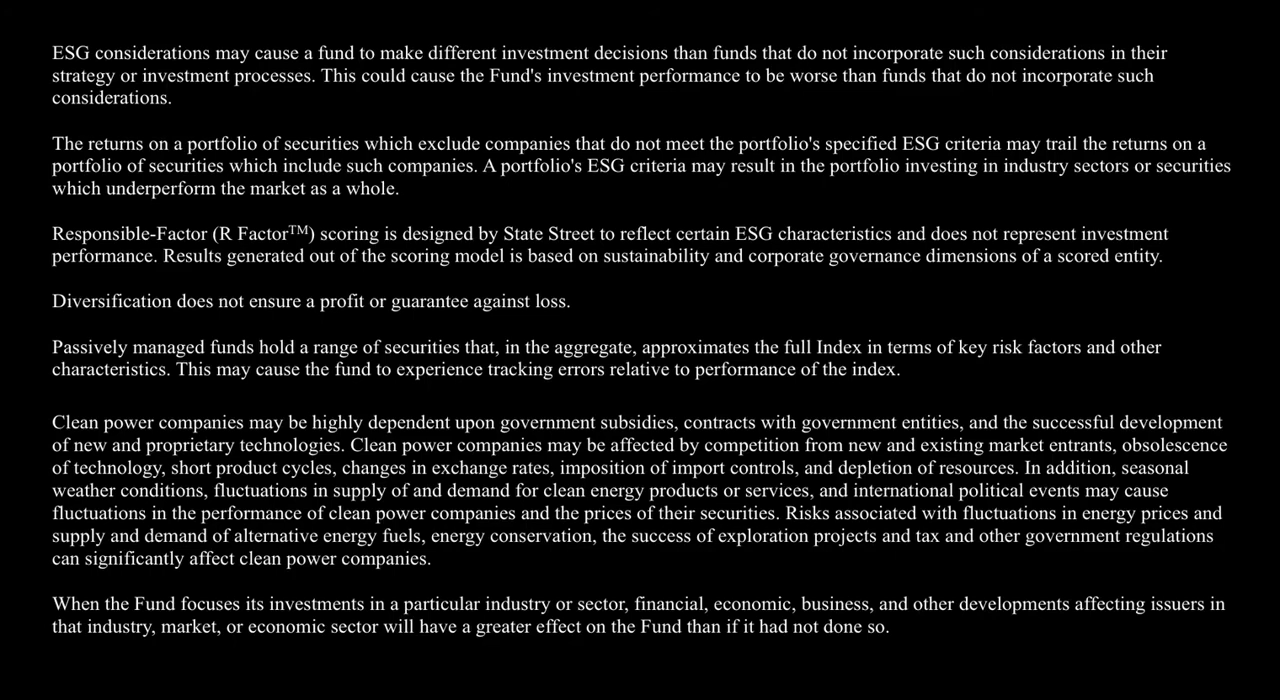 ESG considerations may cause a fund to make different investment decisions than funds that do not incorporate such considerations in their
strategy or investment processes. This could cause the Fund's investment performance to be worse than funds that do not incorporate such
considerations.
The returns on a portfolio of securities which exclude companies that do not meet the portfolio's specified ESG criteria may trail the returns on a
portfolio of securities which include such companies. A portfolio's ESG criteria may result in the portfolio investing in industry sectors or securities
which underperform the market as a whole.
Responsible-Factor (R Factor™) scoring is designed by State Street to reflect certain ESG characteristics and does not represent investment
performance. Results generated out of the scoring model is based on sustainability and corporate governance dimensions of a scored entity.
Diversification does not ensure a profit or guarantee against loss.
Passively managed funds hold a range of securities that, in the aggregate, approximates the full Index in terms of key risk factors and other
characteristics. This may cause the fund to experience tracking errors relative to performance of the index.
Clean power companies may be highly dependent upon government subsidies, contracts with government entities, and the successful development
of new and proprietary technologies. Clean power companies may be affected by competition from new and existing market entrants, obsolescence
of technology, short product cycles, changes in exchange rates, imposition of import controls, and depletion of resources. In addition, seasonal
weather conditions, fluctuations in supply of and demand for clean energy products or services, and international political events may cause
fluctuations in the performance of clean power companies and the prices of their securities. Risks associated with fluctuations in energy prices and
supply and demand of alternative energy fuels, energy conservation, the success of exploration projects and tax and other government regulations
can significantly affect clean power companies.
When the Fund focuses its investments in a particular industry or sector, financial, economic, business, and other developments affecting issuers in
that industry, market, or economic sector will have a greater effect on the Fund than if it had not done so.